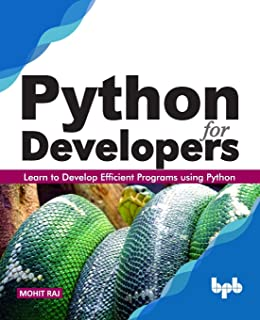 Python
for
Developers
Learn to Develop Efficient Programs using Python
MOHIT RAJ
bpb